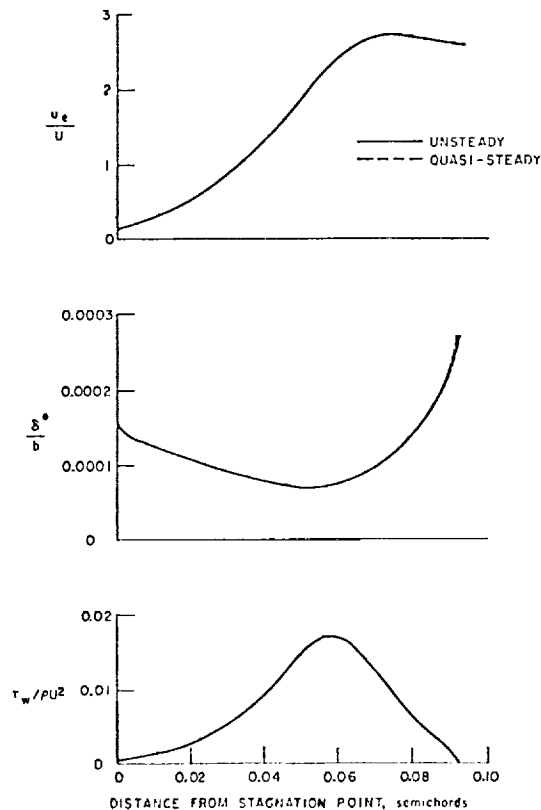 3
2
1
0
u_e
U
UNSTEADY
QUASI-STEADY
0.0003
0.0002
0.0001
0
δ*
b
0.02
0.01
0
τ_w/ρU²
0 0.02 0.04 0.06 0.08 0.10
DISTANCE FROM STAGNATION POINT, semichords